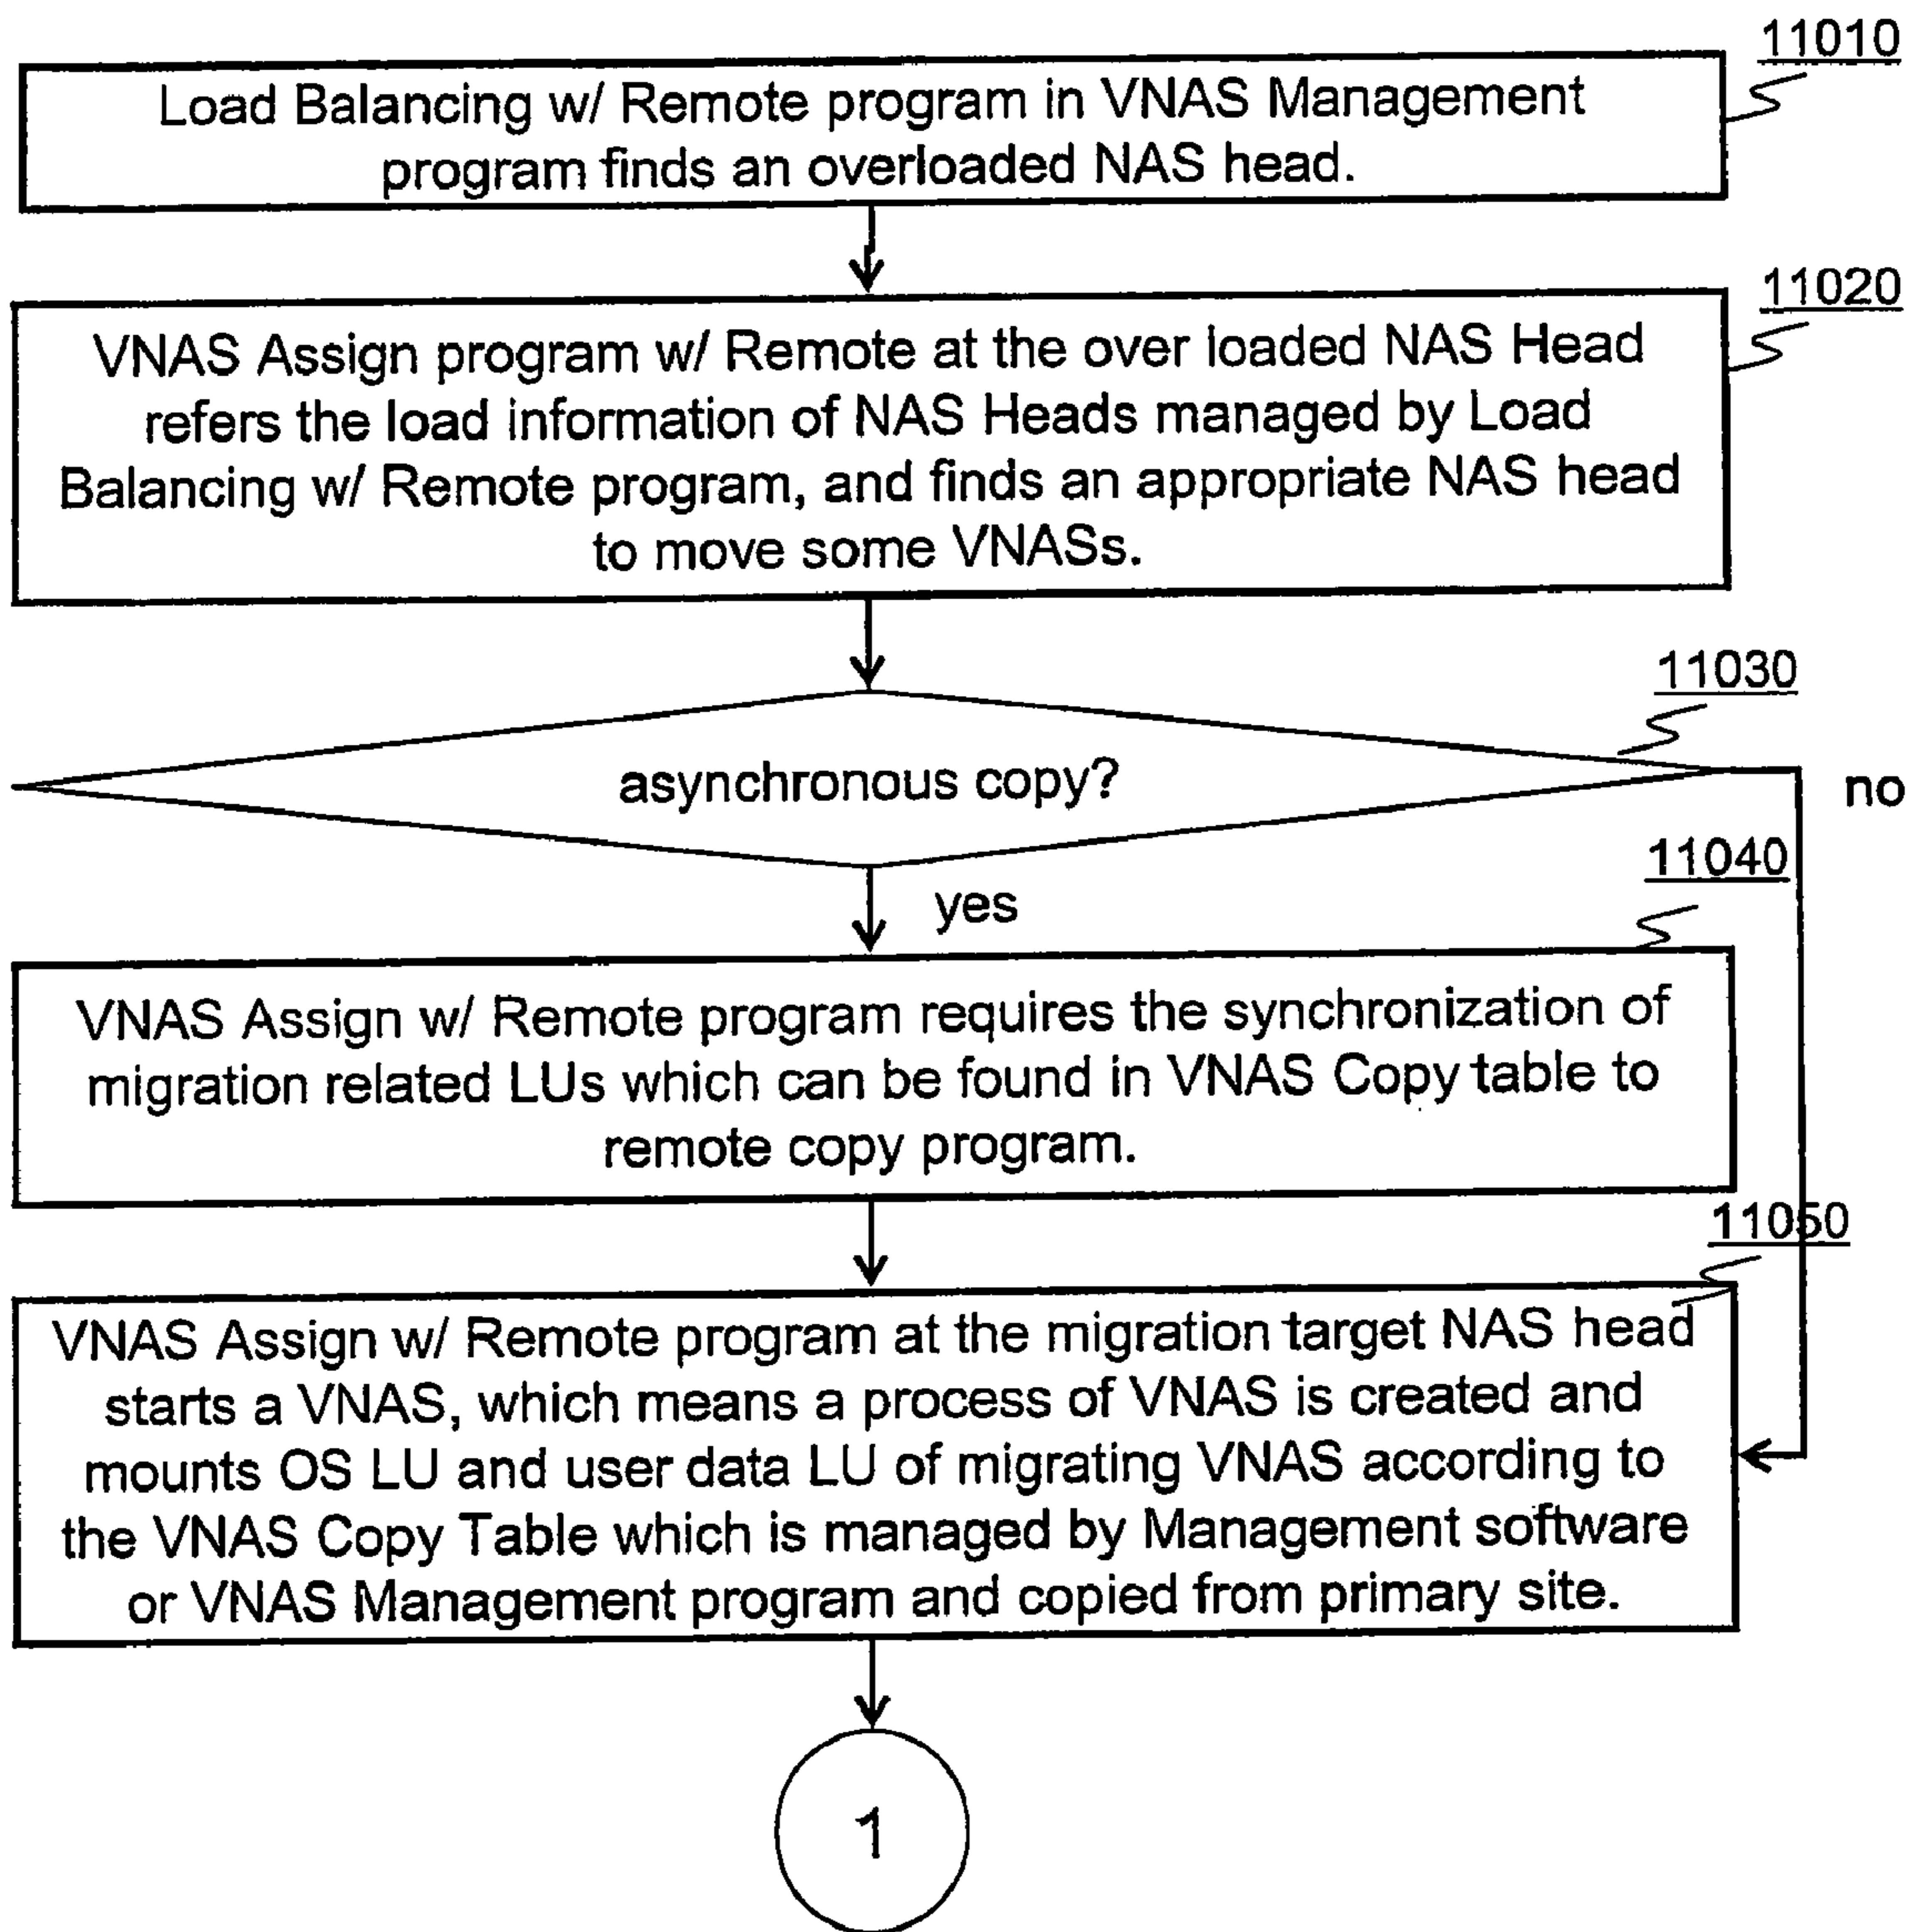 11010
Load Balancing w/ Remote program in VNAS Management
program finds an overloaded NAS head.
11020
VNAS Assign program w/ Remote at the over loaded NAS Head
refers the load information of NAS Heads managed by Load
Balancing w/ Remote program, and finds an appropriate NAS head
to move some VNASs.
11030
asynchronous copy?
no
11040
yes
VNAS Assign w/ Remote program requires the synchronization of
migration related LUs which can be found in VNAS Copy table to
remote copy program.
11050
VNAS Assign w/ Remote program at the migration target NAS head
starts a VNAS, which means a process of VNAS is created and
mounts OS LU and user data LU of migrating VNAS according to
the VNAS Copy Table which is managed by Management software
or VNAS Management program and copied from primary site.
1